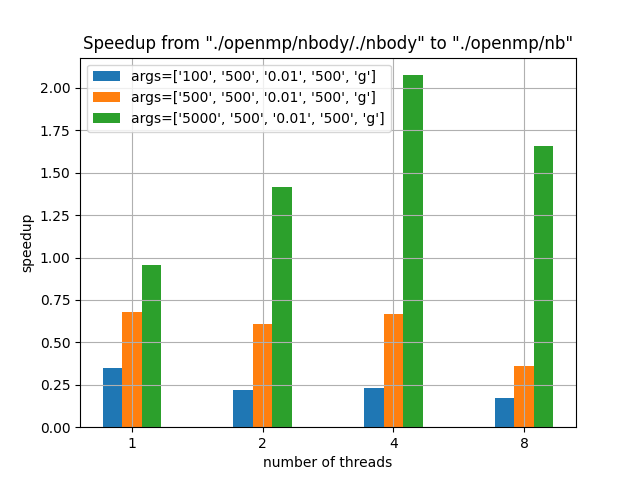 Speedup from "./openmp/nbody/./nbody" to "./openmp/nb"
args=['100', '500', '0.01', '500', 'g']
args=['500', '500', '0.01', '500', 'g']
args=['5000', '500', '0.01', '500', 'g']
2.00
1.75
1.50
1.25
1.00
0.75
0.50
0.25
0.00
speedup
1 2 4 8
number of threads